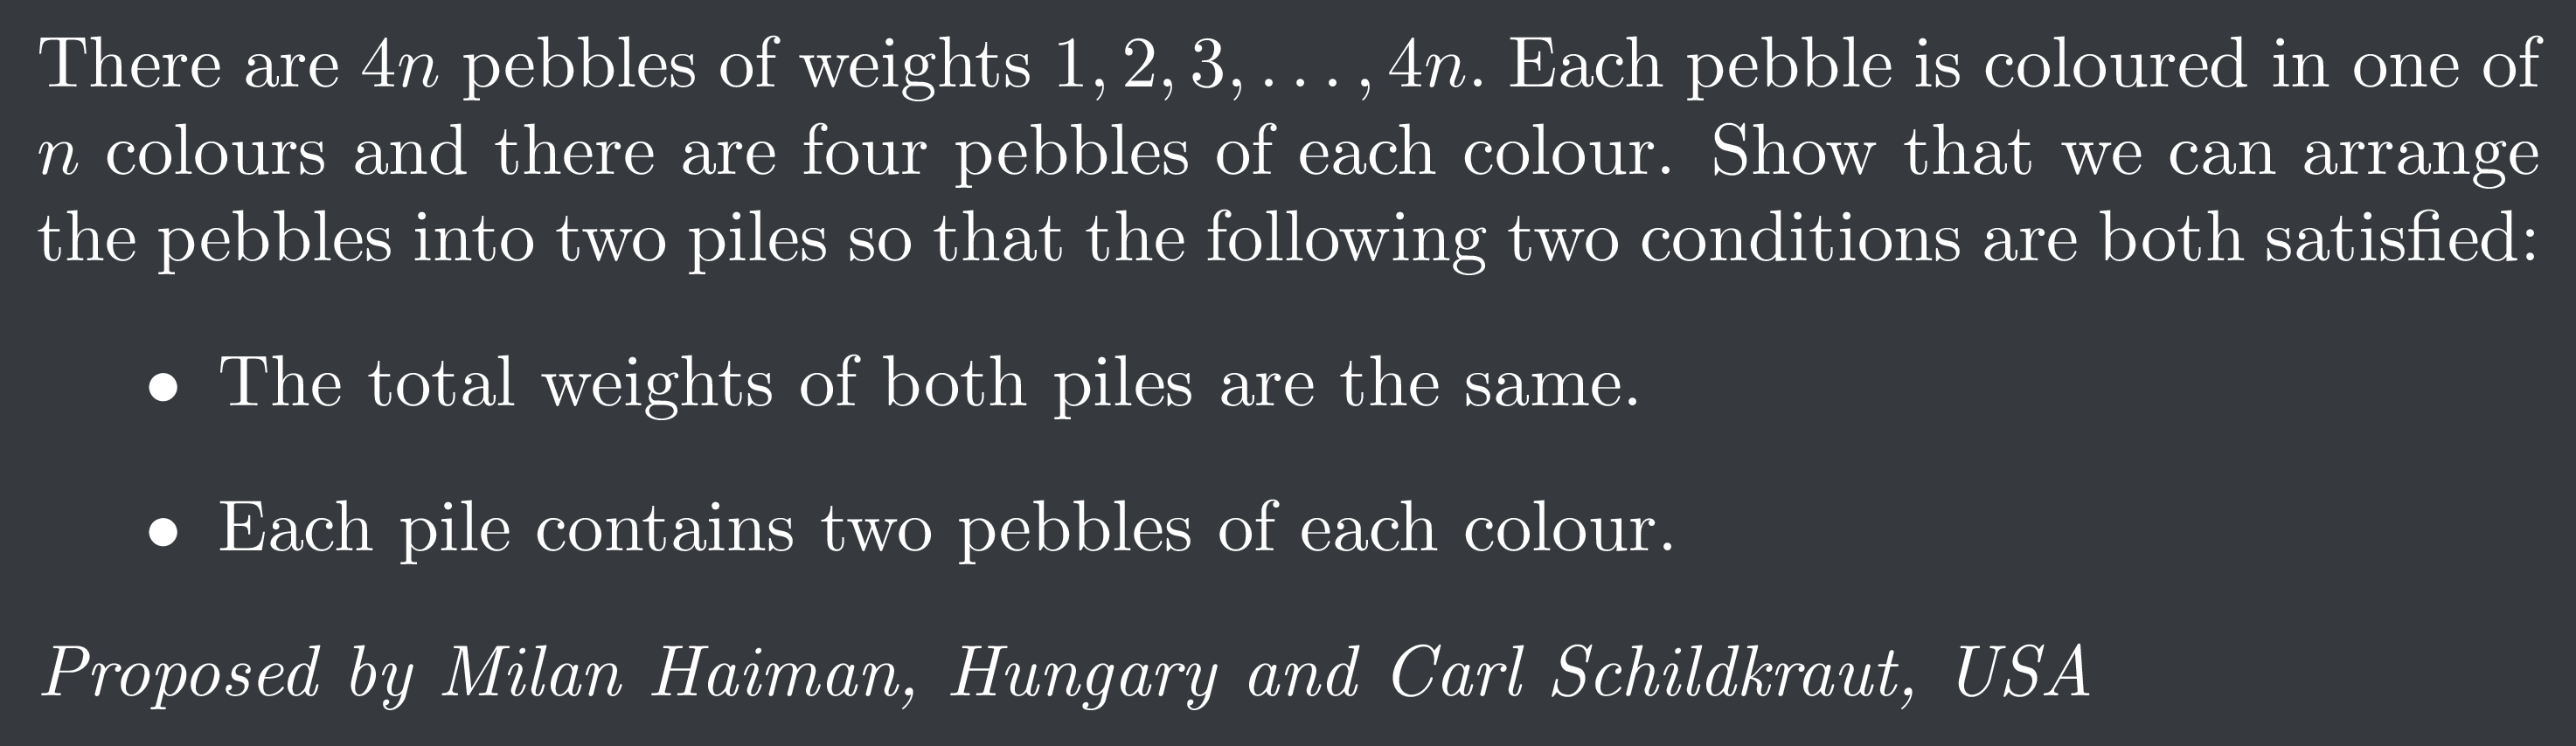 There are 4n pebbles of weights 1, 2, 3, . . . , 4n. Each pebble is coloured in one of
n colours and there are four pebbles of each colour. Show that we can arrange
the pebbles into two piles so that the following two conditions are both satisfied:
• The total weights of both piles are the same.
• Each pile contains two pebbles of each colour.
Proposed by Milan Haiman, Hungary and Carl Schildkraut, USA